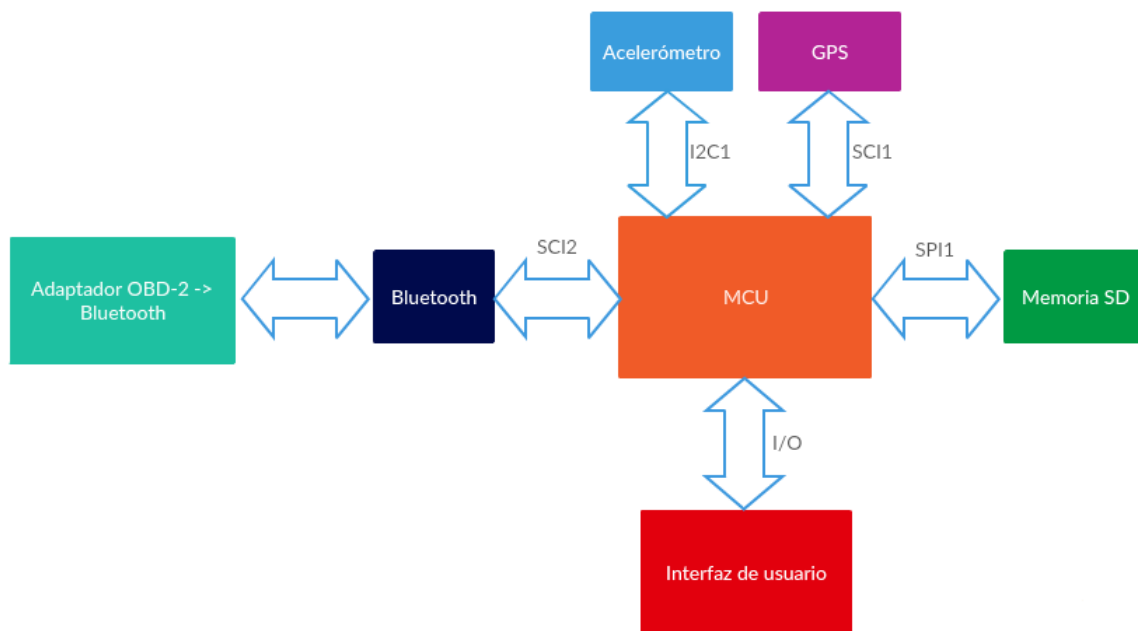 Acelerómetro
GPS
I2C1
SCI1
Adaptador OBD-2 ->
Bluetooth
Bluetooth
SCI2
MCU
SPI1
Memoria SD
I/O
Interfaz de usuario